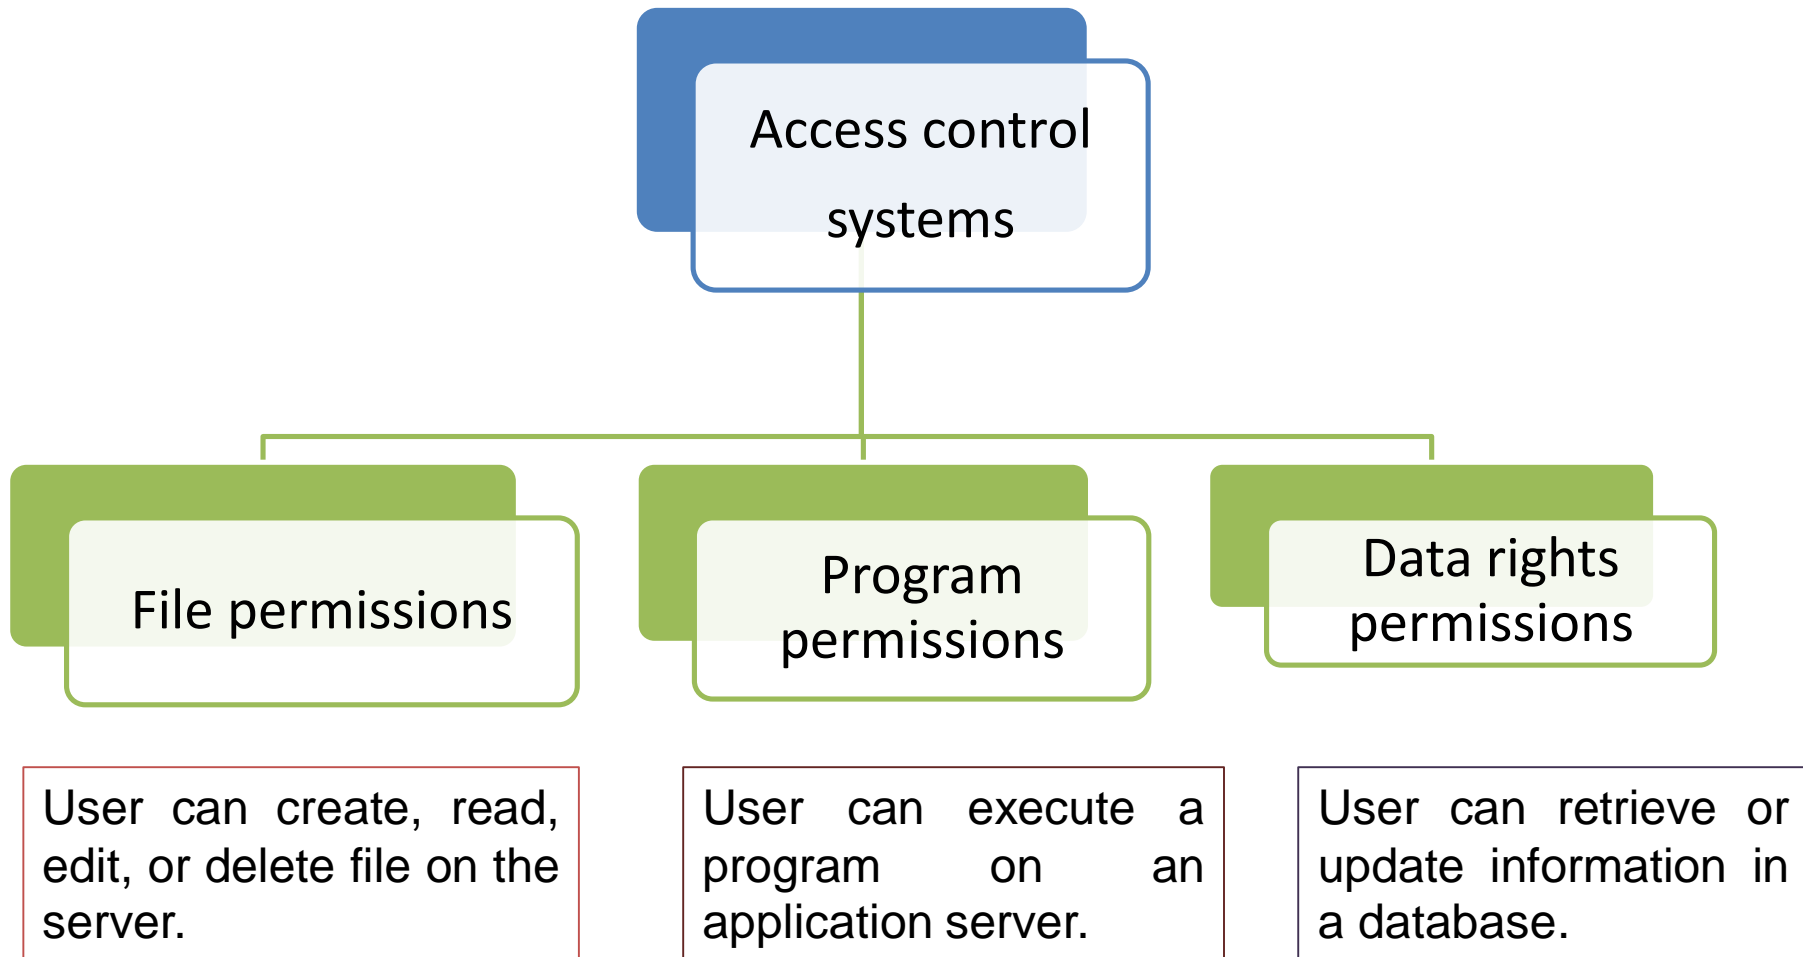 Access control
systems
File permissions
Program
permissions
Data rights
permissions
User can create, read,
edit, or delete file on the
server.
User can execute a
program on an
application server.
User can retrieve or
update information in
a database.